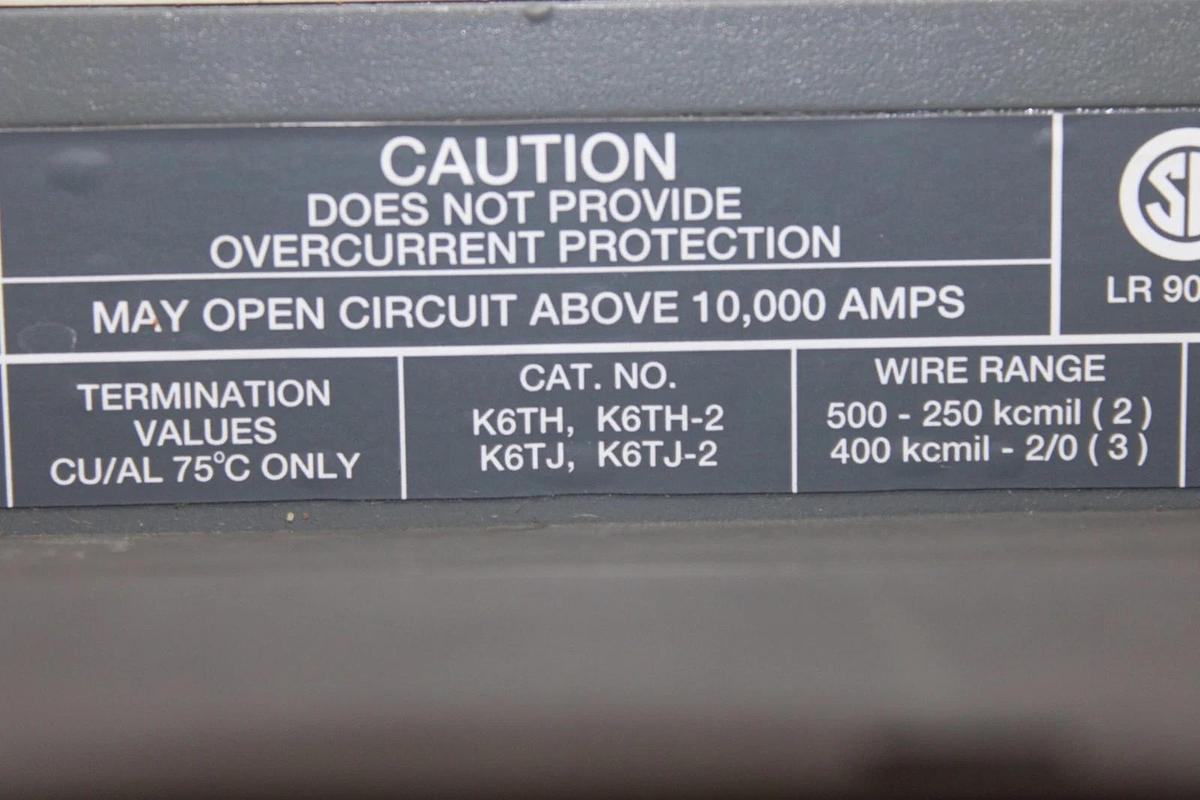 CAUTION
DOES NOT PROVIDE
OVERCURRENT PROTECTION
MAY OPEN CIRCUIT ABOVE 10,000 AMPS
LR 90
TERMINATION
VALUES
CU/AL 75°C ONLY
CAT. NO.
K6TH, K6TH-2
K6TJ, K6TJ-2
WIRE RANGE
500 - 250 kcmil ( 2 )
400 kcmil - 2/0 ( 3 )